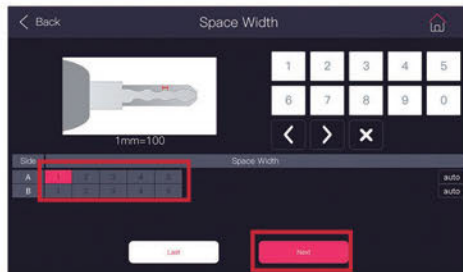 < Back Space Width
1 2 3 4 5
6 7 8 9 0
< > ×
1mm=100
Side Space Width
A 1 2 3 4 5 auto
B 1 2 3 4 5 auto
Last Next